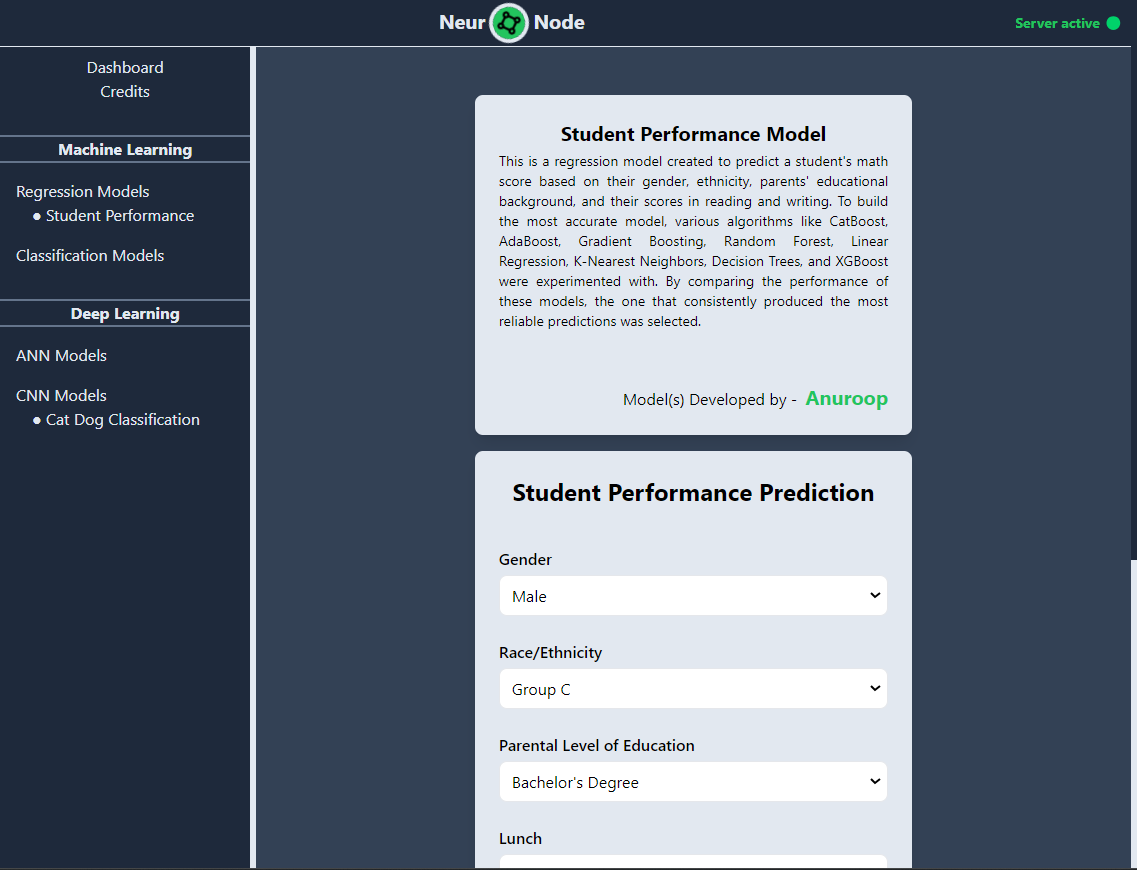 Neur Node
Server active
Dashboard
Credits
Machine Learning
Regression Models
Student Performance
Classification Models
Deep Learning
ANN Models
CNN Models
Cat Dog Classification
Student Performance Model
This is a regression model created to predict a student's math
score based on their gender, ethnicity, parents' educational
background, and their scores in reading and writing. To build
the most accurate model, various algorithms like CatBoost,
AdaBoost, Gradient Boosting, Random Forest, Linear
Regression, K-Nearest Neighbors, Decision Trees, and XGBoost
were experimented with. By comparing the performance of
these models, the one that consistently produced the most
reliable predictions was selected.
Model(s) Developed by - Anuroop
Student Performance Prediction
Gender
Male
Race/Ethnicity
Group C
Parental Level of Education
Bachelor's Degree
Lunch